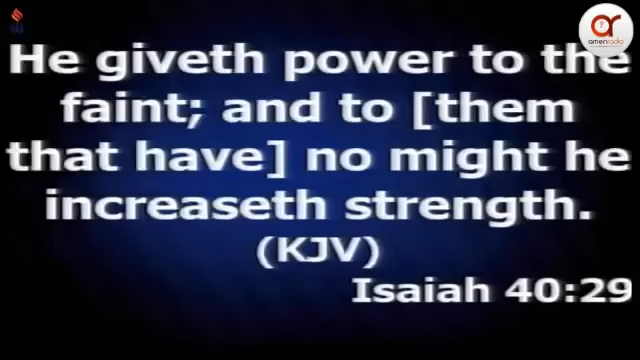 He giveth power to the
faint; and to [them
that have] no might he
increaseth strength.
(KJV)
Isaiah 40:29
amenradio